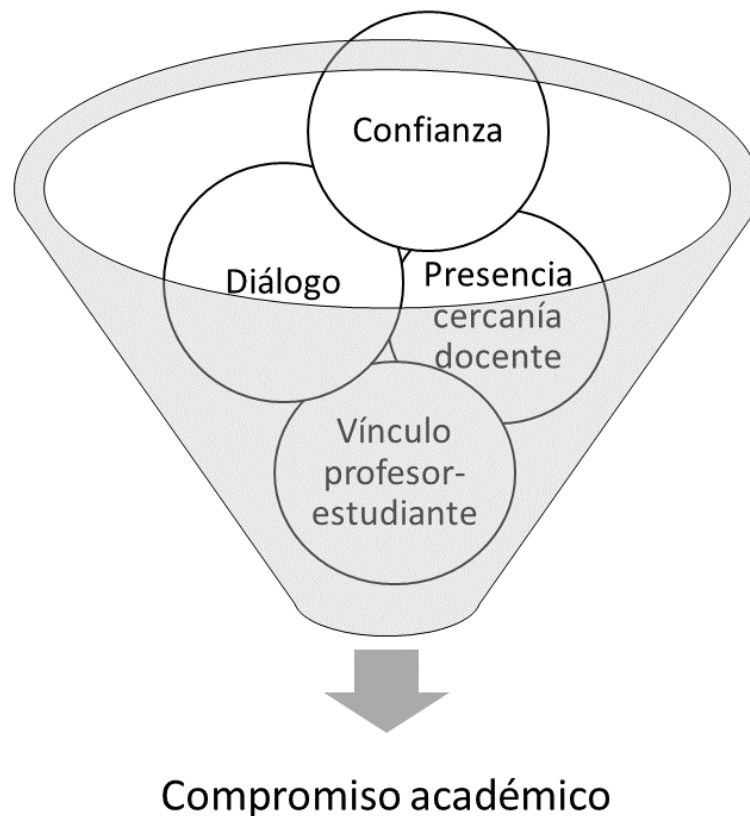 Confianza
Diálogo
Presencia
cercanía
docente
Vínculo
profesor-
estudiante
Compromiso académico